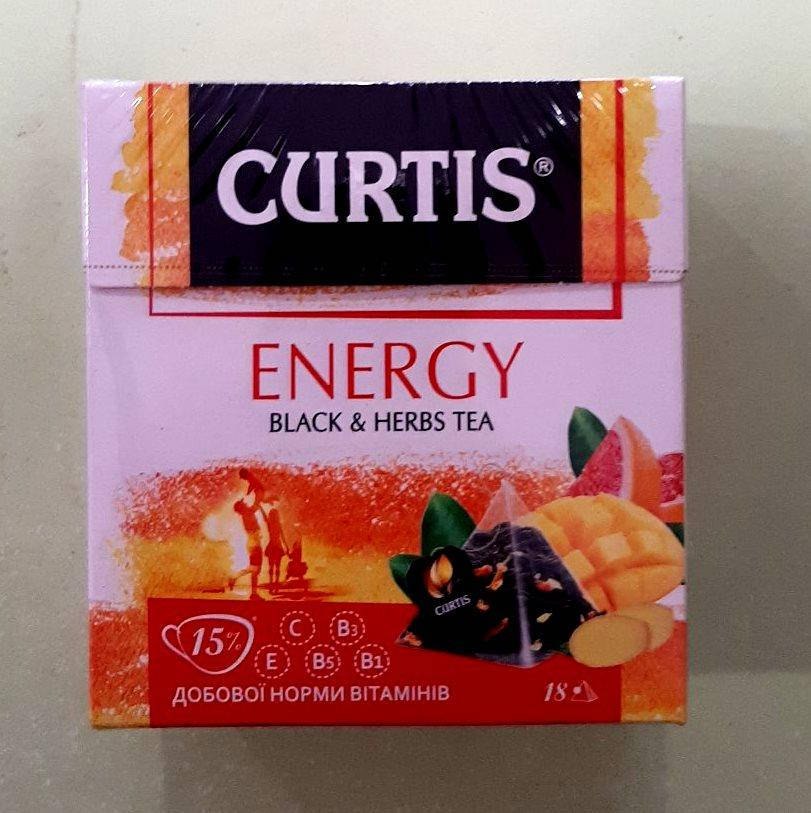 CURTIS®
ENERGY
BLACK & HERBS TEA
CURTIS
15%
C B3
E B5 B1
ДОБОВОЇ НОРМИ ВІТАМІНІВ
18